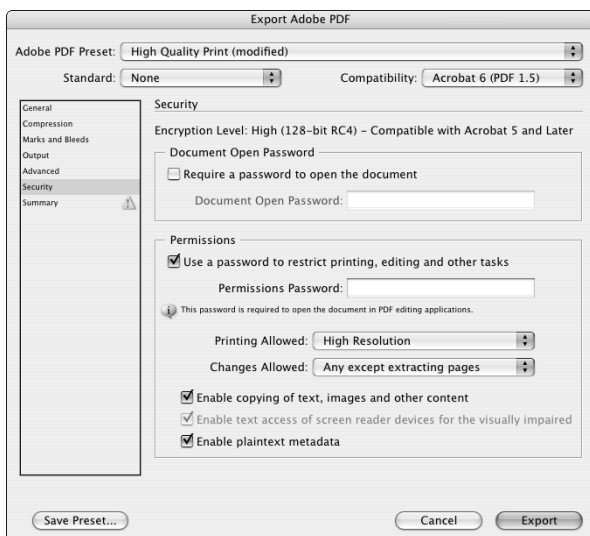 Export Adobe PDF
Adobe PDF Preset: High Quality Print (modified)
Standard: None Compatibility: Acrobat 6 (PDF 1.5)
General
Compression
Marks and Bleeds
Output
Advanced
Security
Summary
Security
Encryption Level: High (128-bit RC4) – Compatible with Acrobat 5 and Later
Document Open Password
Require a password to open the document
Document Open Password:
Permissions
Use a password to restrict printing, editing and other tasks
Permissions Password:
This password is required to open the document in PDF editing applications.
Printing Allowed: High Resolution
Changes Allowed: Any except extracting pages
Enable copying of text, images and other content
Enable text access of screen reader devices for the visually impaired
Enable plaintext metadata
Save Preset... Cancel Export